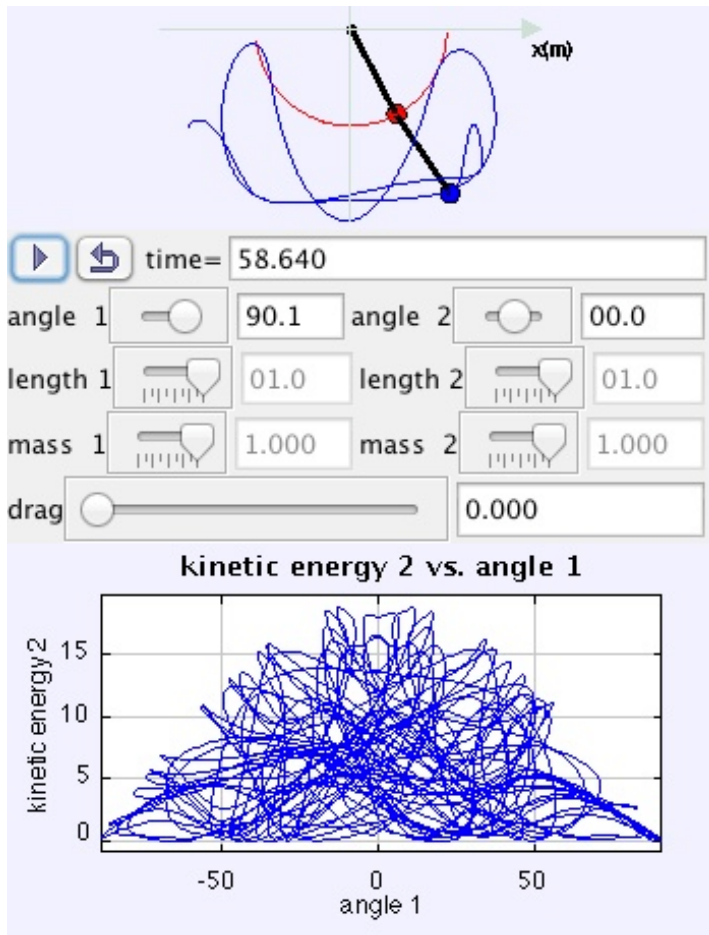 x(m)
time= 58.640
angle 1 90.1 angle 2 00.0
length 1 01.0 length 2 01.0
mass 1 1.000 mass 2 1.000
drag 0.000
kinetic energy 2 vs. angle 1
kinetic energy2
15
10
5
0
-50 0 50
angle 1